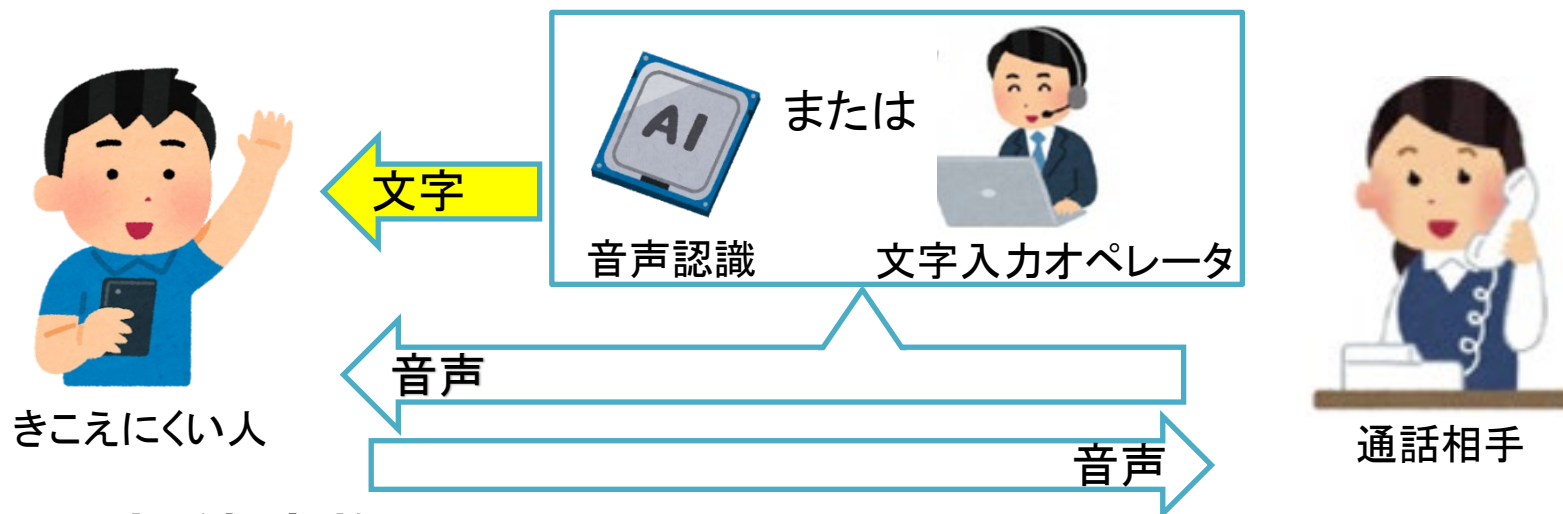 AI
または
文字
音声認識
文字入力オペレータ
音声
きこえにくい人
音声
通話相手